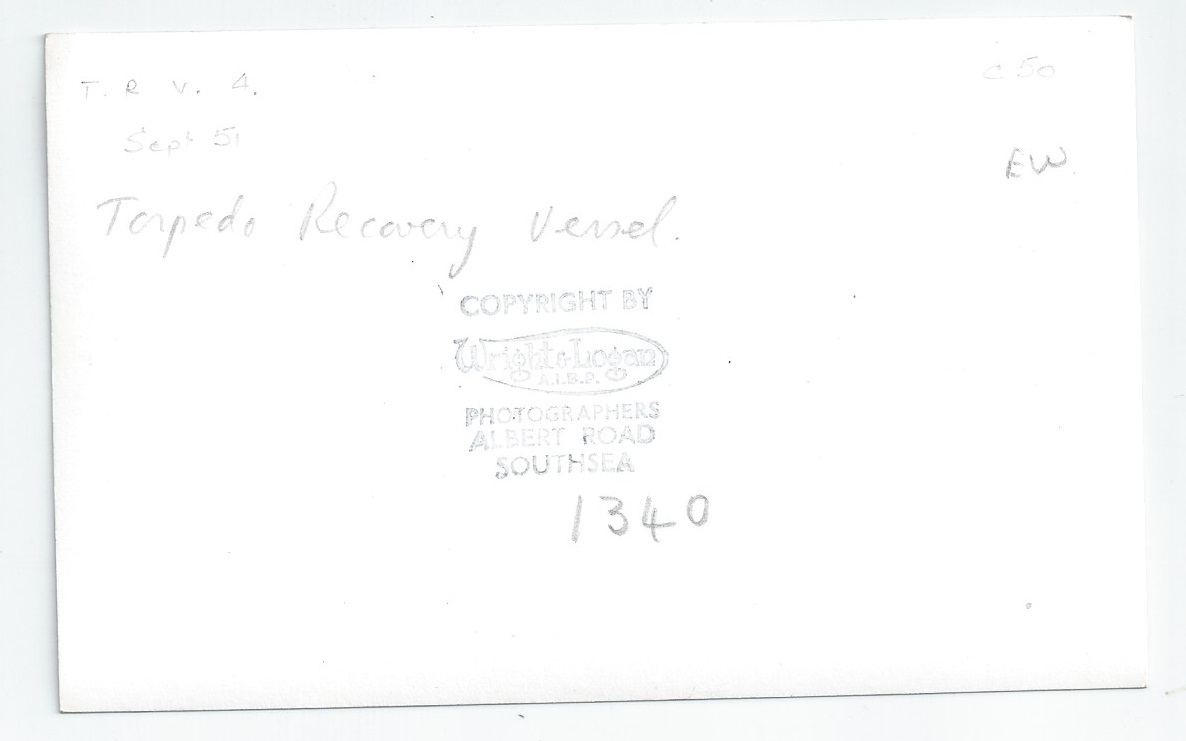 T. R V. 4.
c 50
Sept 51
EW
Torpedo Recovery Vessel.
COPYRIGHT BY
Wright & Logan
A.I.B.P.
PHOTOGRAPHERS
ALBERT ROAD
SOUTHSEA
1340